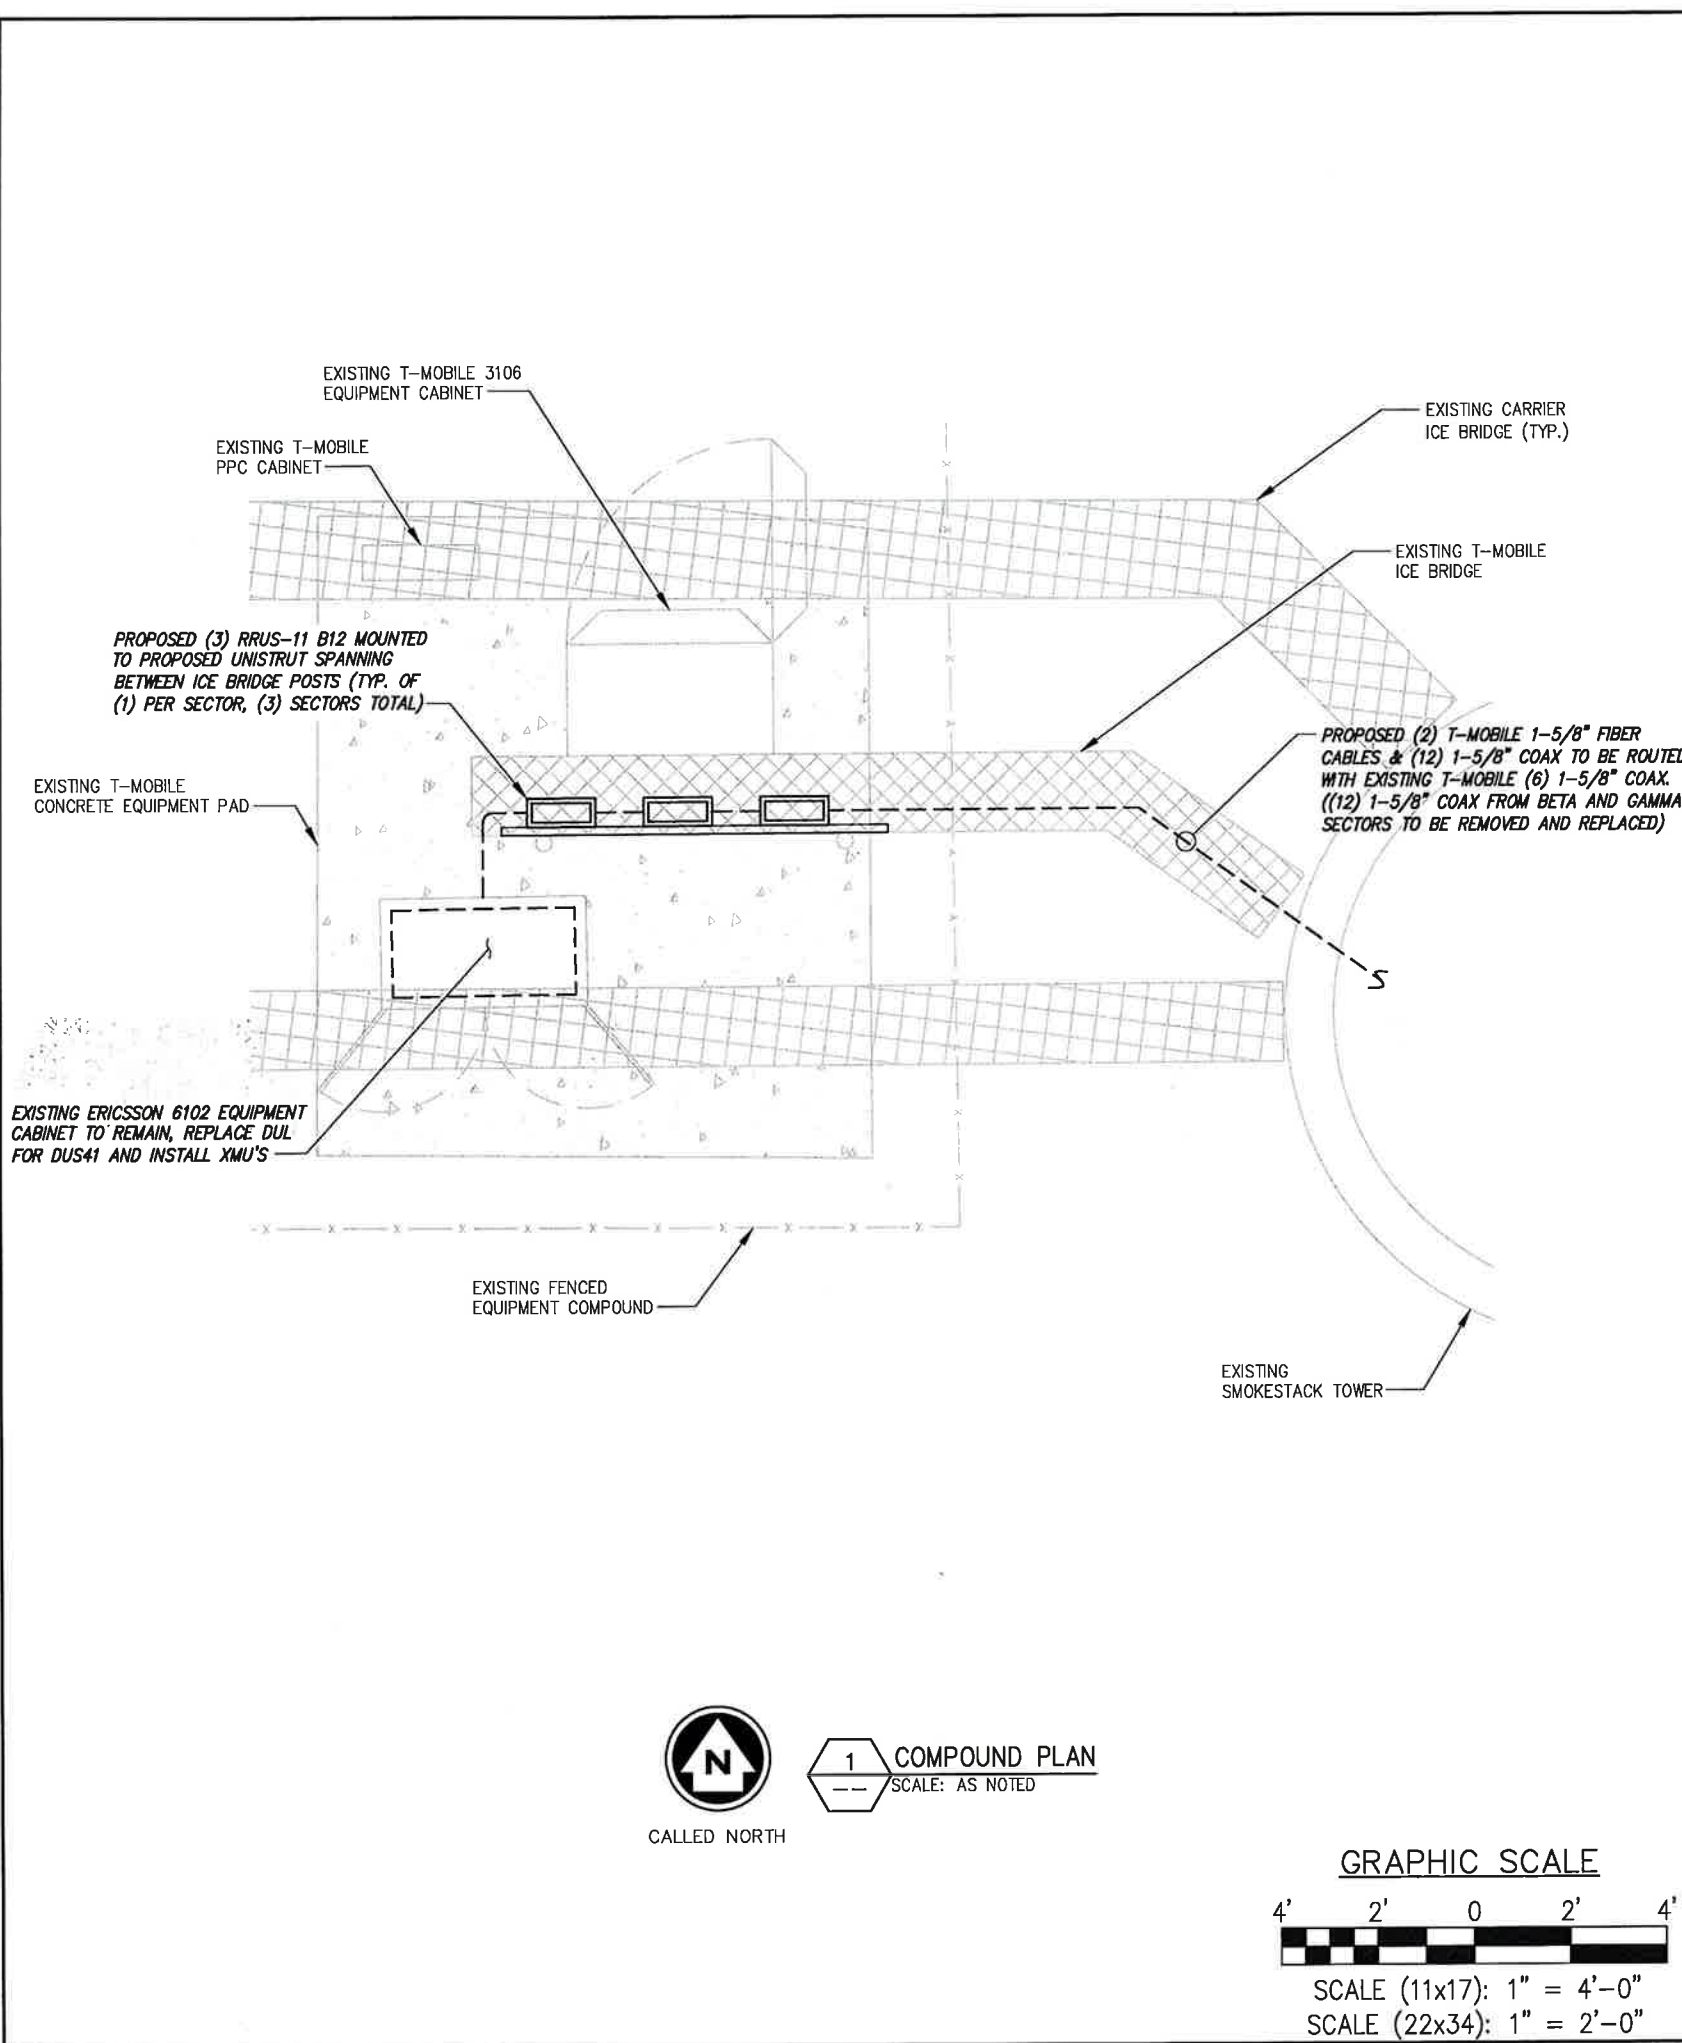 EXISTING T-MOBILE 3106
EQUIPMENT CABINET
EXISTING CARRIER
ICE BRIDGE (TYP.)
EXISTING T-MOBILE
PPC CABINET
EXISTING T-MOBILE
ICE BRIDGE
PROPOSED (3) RRUS-11 B12 MOUNTED
TO PROPOSED UNISTRUT SPANNING
BETWEEN ICE BRIDGE POSTS (TYP. OF
(1) PER SECTOR, (3) SECTORS TOTAL)
PROPOSED (2) T-MOBILE 1-5/8" FIBER
CABLES & (12) 1-5/8" COAX TO BE ROUTED
WITH EXISTING T-MOBILE (6) 1-5/8" COAX.
((12) 1-5/8" COAX FROM BETA AND GAMMA
SECTORS TO BE REMOVED AND REPLACED)
EXISTING T-MOBILE
CONCRETE EQUIPMENT PAD
EXISTING ERICSSON 6102 EQUIPMENT
CABINET TO REMAIN, REPLACE DUL
FOR DUS41 AND INSTALL XMU'S
EXISTING FENCED
EQUIPMENT COMPOUND
EXISTING
SMOKESTACK TOWER
N
CALLED NORTH
1
--
COMPOUND PLAN
SCALE: AS NOTED
GRAPHIC SCALE
4' 2' 0 2' 4'
SCALE (11x17): 1" = 4'-0"
SCALE (22x34): 1" = 2'-0"